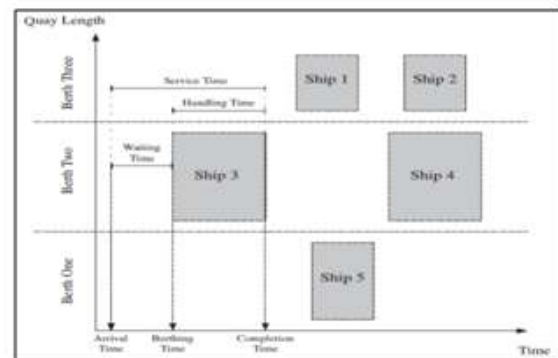 Quay Length
Berth Three
Service Time
Handling Time
Ship 1
Ship 2
Berth Two
Waiting
Time
Ship 3
Ship 4
Berth One
Ship 5
Arrival
Time
Berthing
Time
Completion
Time
Time